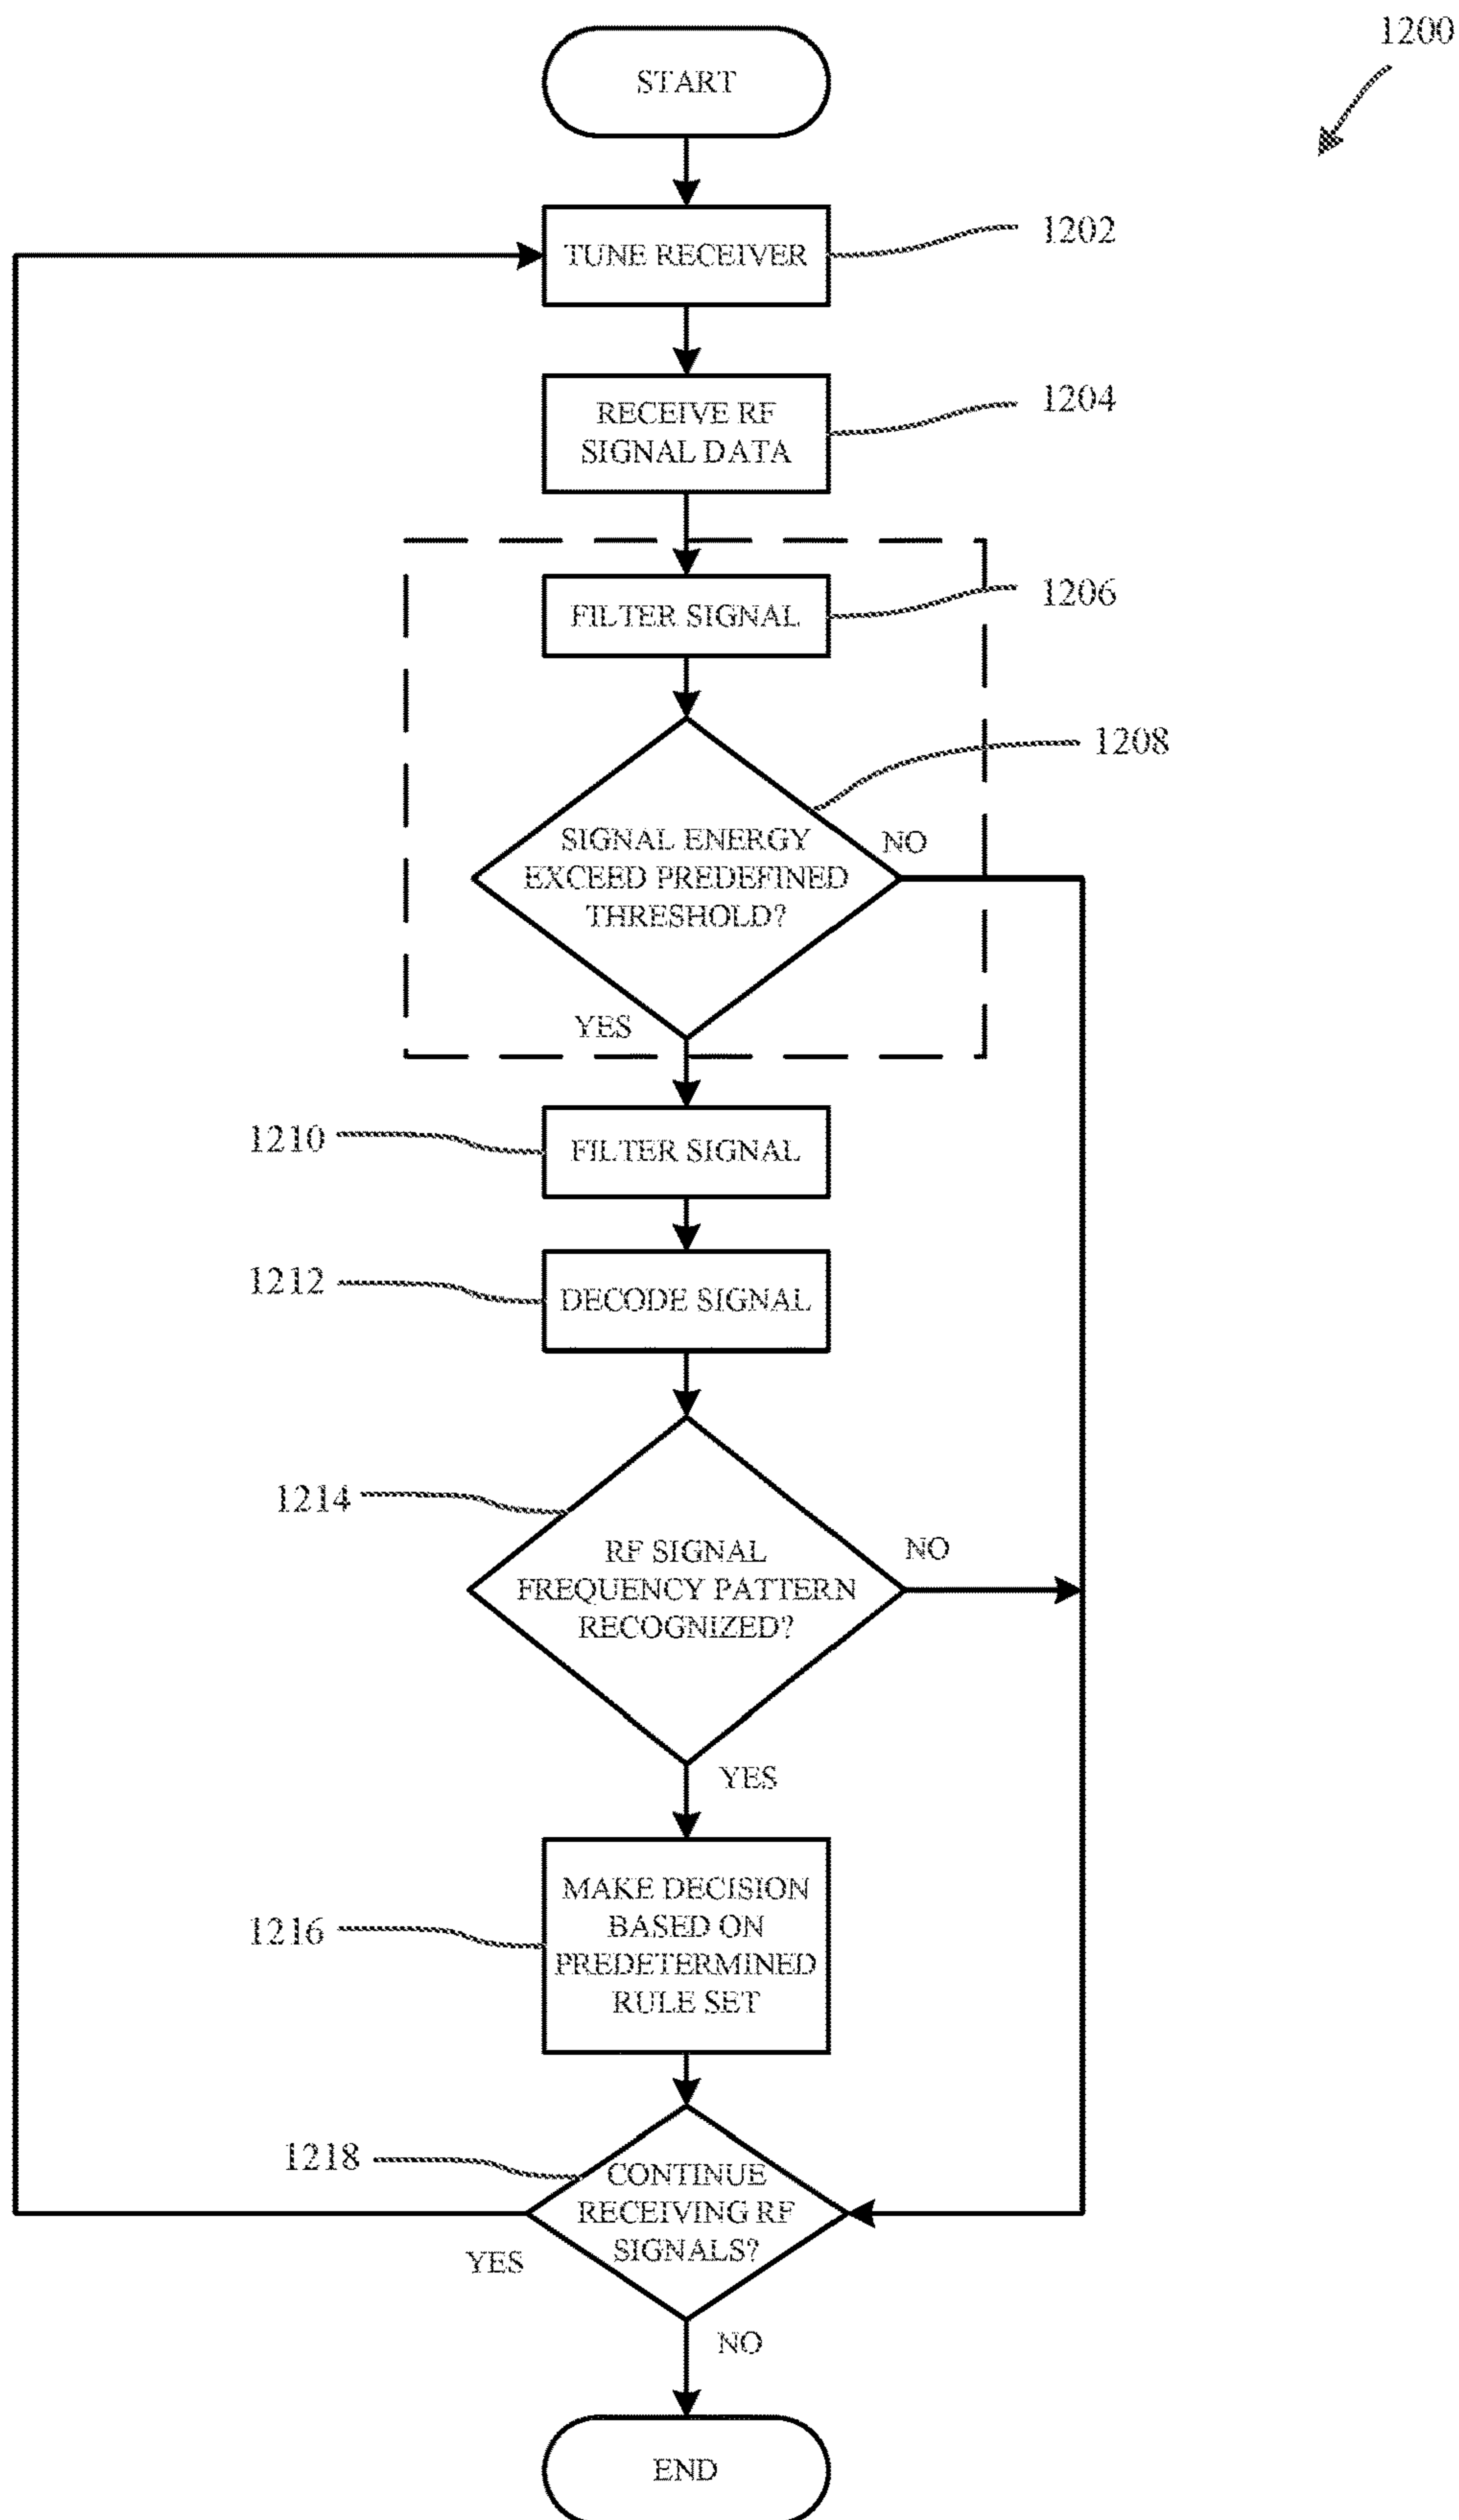 1200
START
TUNE RECEIVER
1202
RECEIVE RF
SIGNAL DATA
1204
FILTER SIGNAL
1206
1208
SIGNAL ENERGY
EXCEED PREDEFINED
THRESHOLD?
NO
YES
1210
FILTER SIGNAL
1212
DECODE SIGNAL
1214
RF SIGNAL
FREQUENCY PATTERN
RECOGNIZED?
NO
YES
1216
MAKE DECISION
BASED ON
PREDETERMINED
RULE SET
1218
CONTINUE
RECEIVING RF
SIGNALS?
YES
NO
END